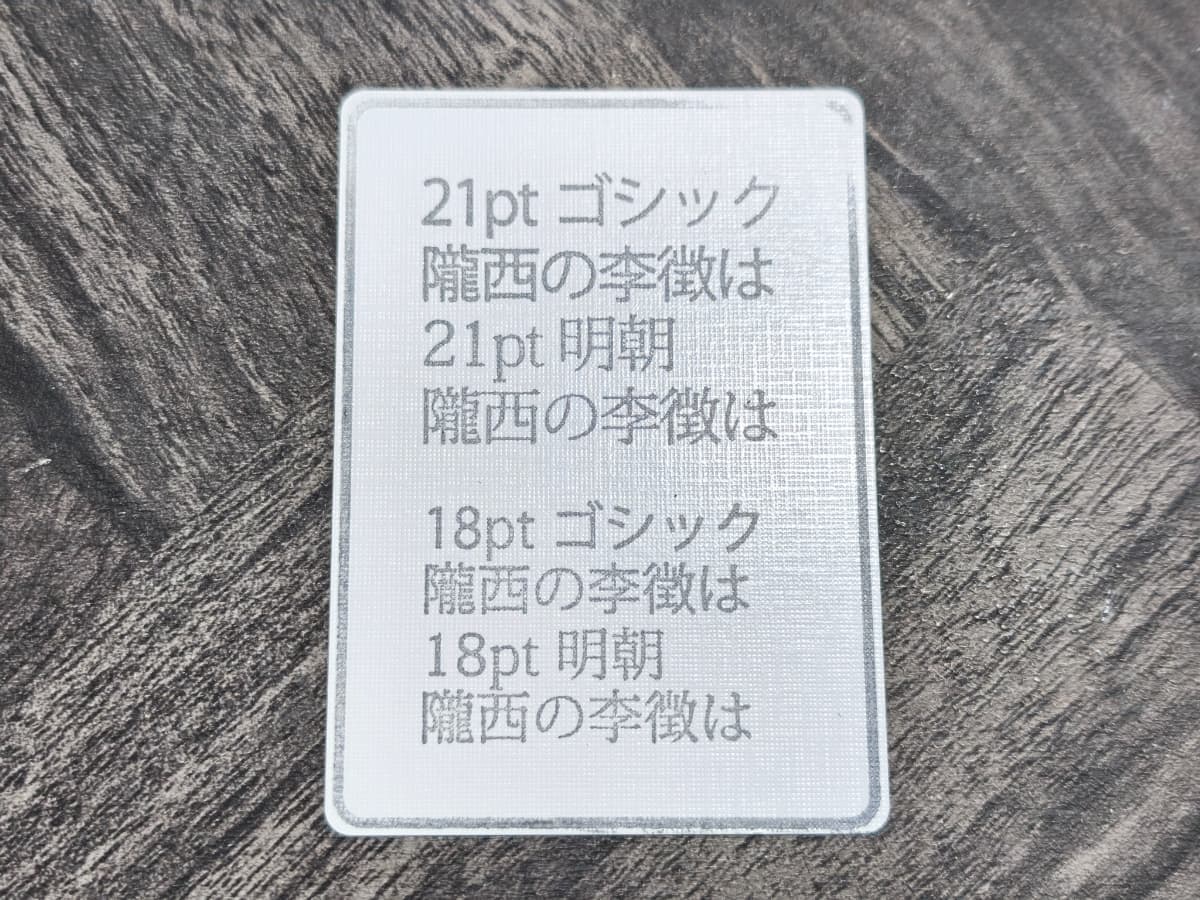 21pt ゴシック
隴西の李徴は
21pt 明朝
隴西の李徴は
18pt ゴシック
隴西の李徴は
18pt 明朝
隴西の李徴は